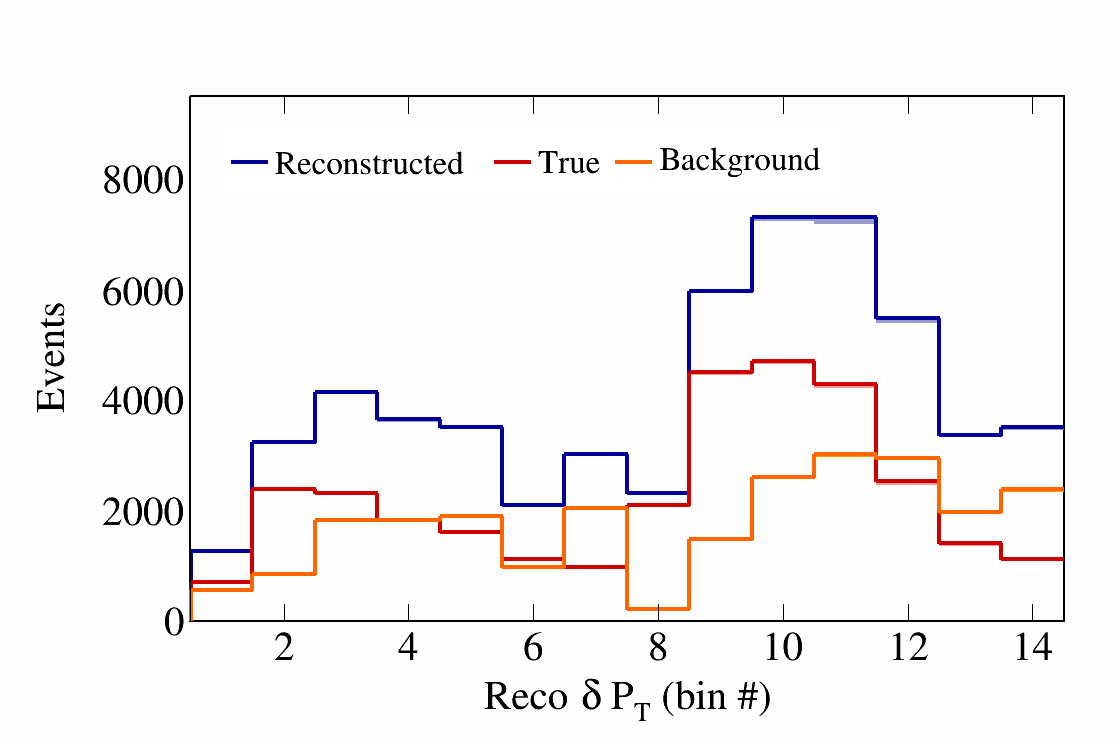 Reconstructed True Background
8000
6000
4000
2000
0
Events
2 4 6 8 10 12 14
Reco δ P_T (bin #)